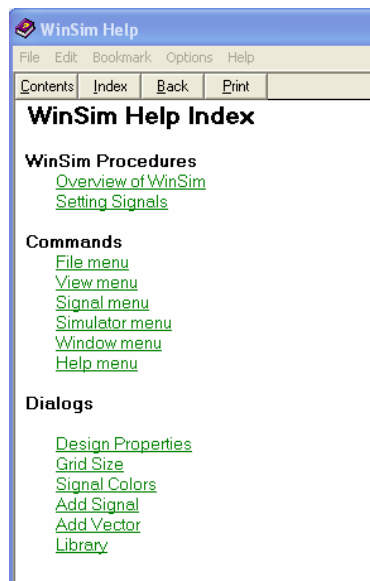 WinSim Help
File Edit Bookmark Options Help
Contents Index Back Print
WinSim Help Index
WinSim Procedures
Overview of WinSim
Setting Signals
Commands
File menu
View menu
Signal menu
Simulator menu
Window menu
Help menu
Dialogs
Design Properties
Grid Size
Signal Colors
Add Signal
Add Vector
Library